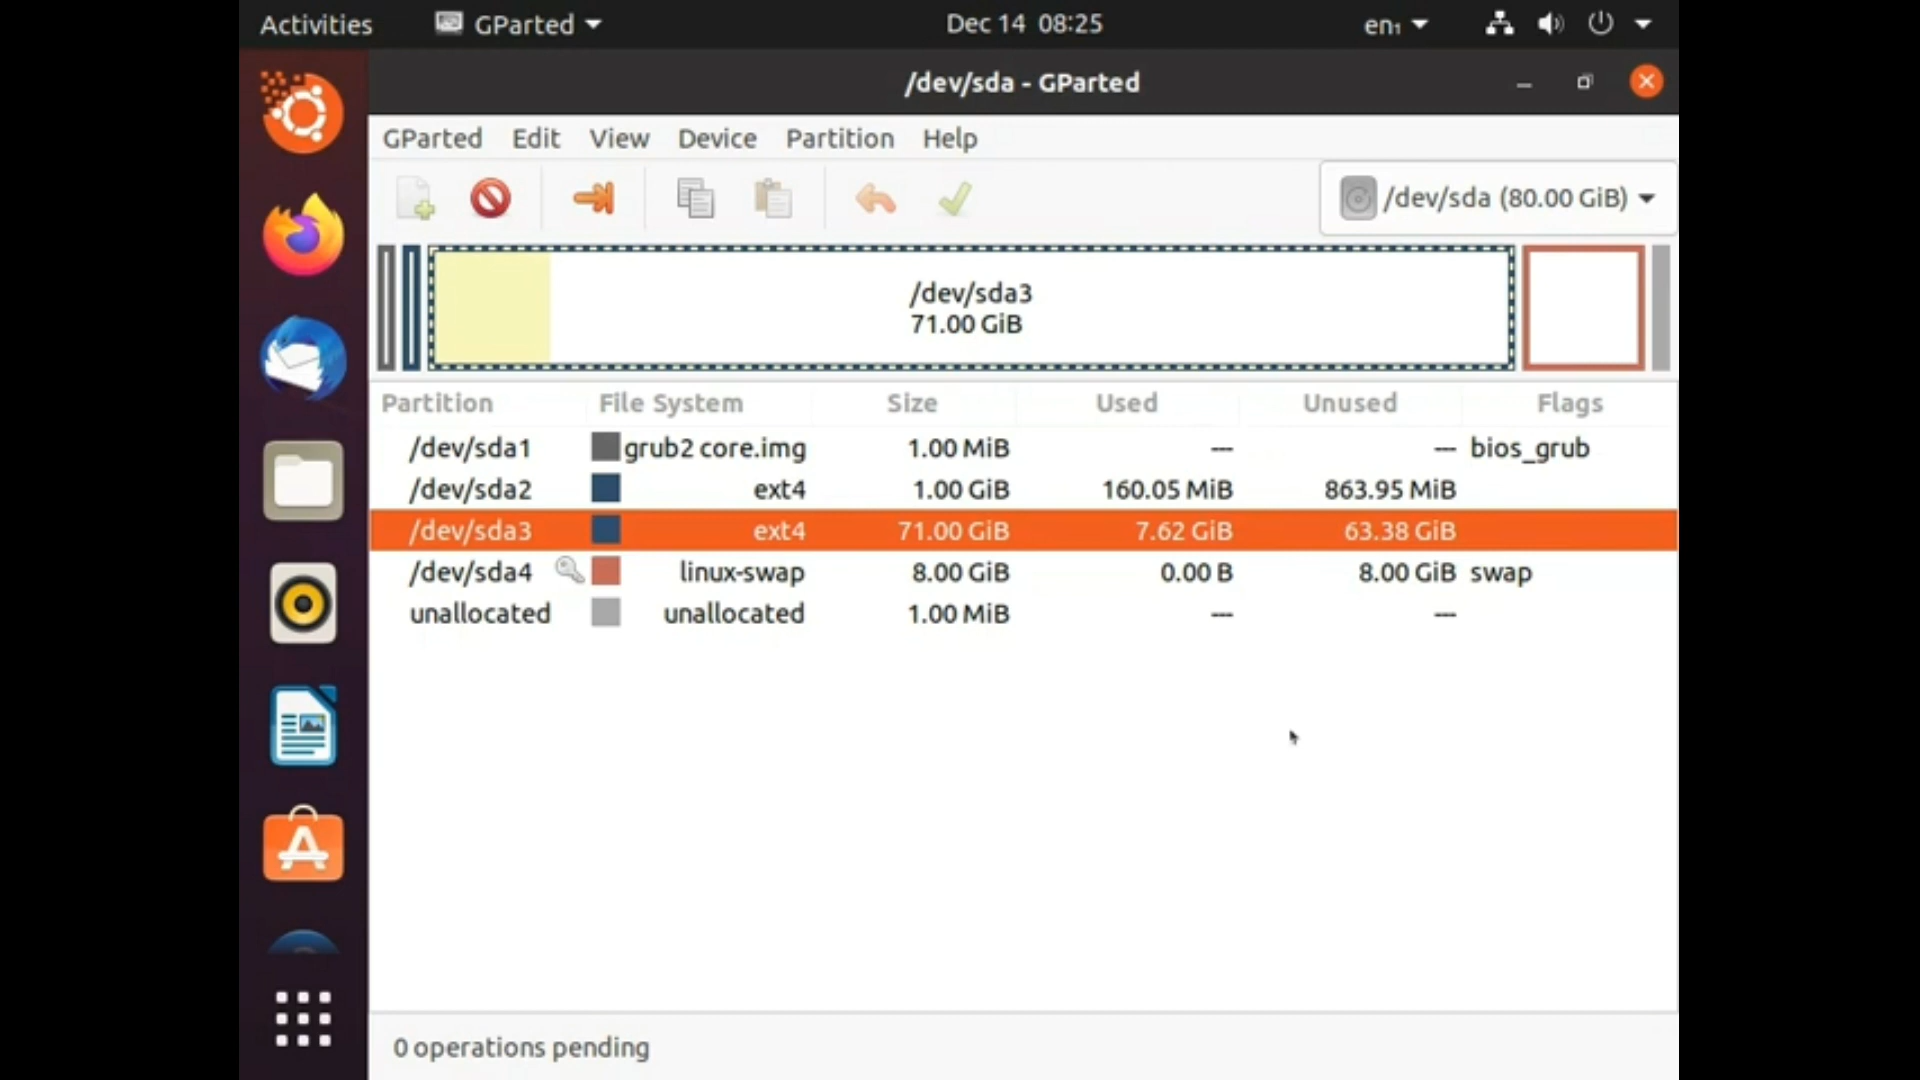 Activities GParted Dec 14 08:25 en₁
/dev/sda - GParted
GParted Edit View Device Partition Help
/dev/sda (80.00 GiB)
/dev/sda3
71.00 GiB
Partition File System Size Used Unused Flags
/dev/sda1 grub2 core.img 1.00 MiB --- --- bios_grub
/dev/sda2 ext4 1.00 GiB 160.05 MiB 863.95 MiB
/dev/sda3 ext4 71.00 GiB 7.62 GiB 63.38 GiB
/dev/sda4 linux-swap 8.00 GiB 0.00 B 8.00 GiB swap
unallocated unallocated 1.00 MiB --- ---
0 operations pending